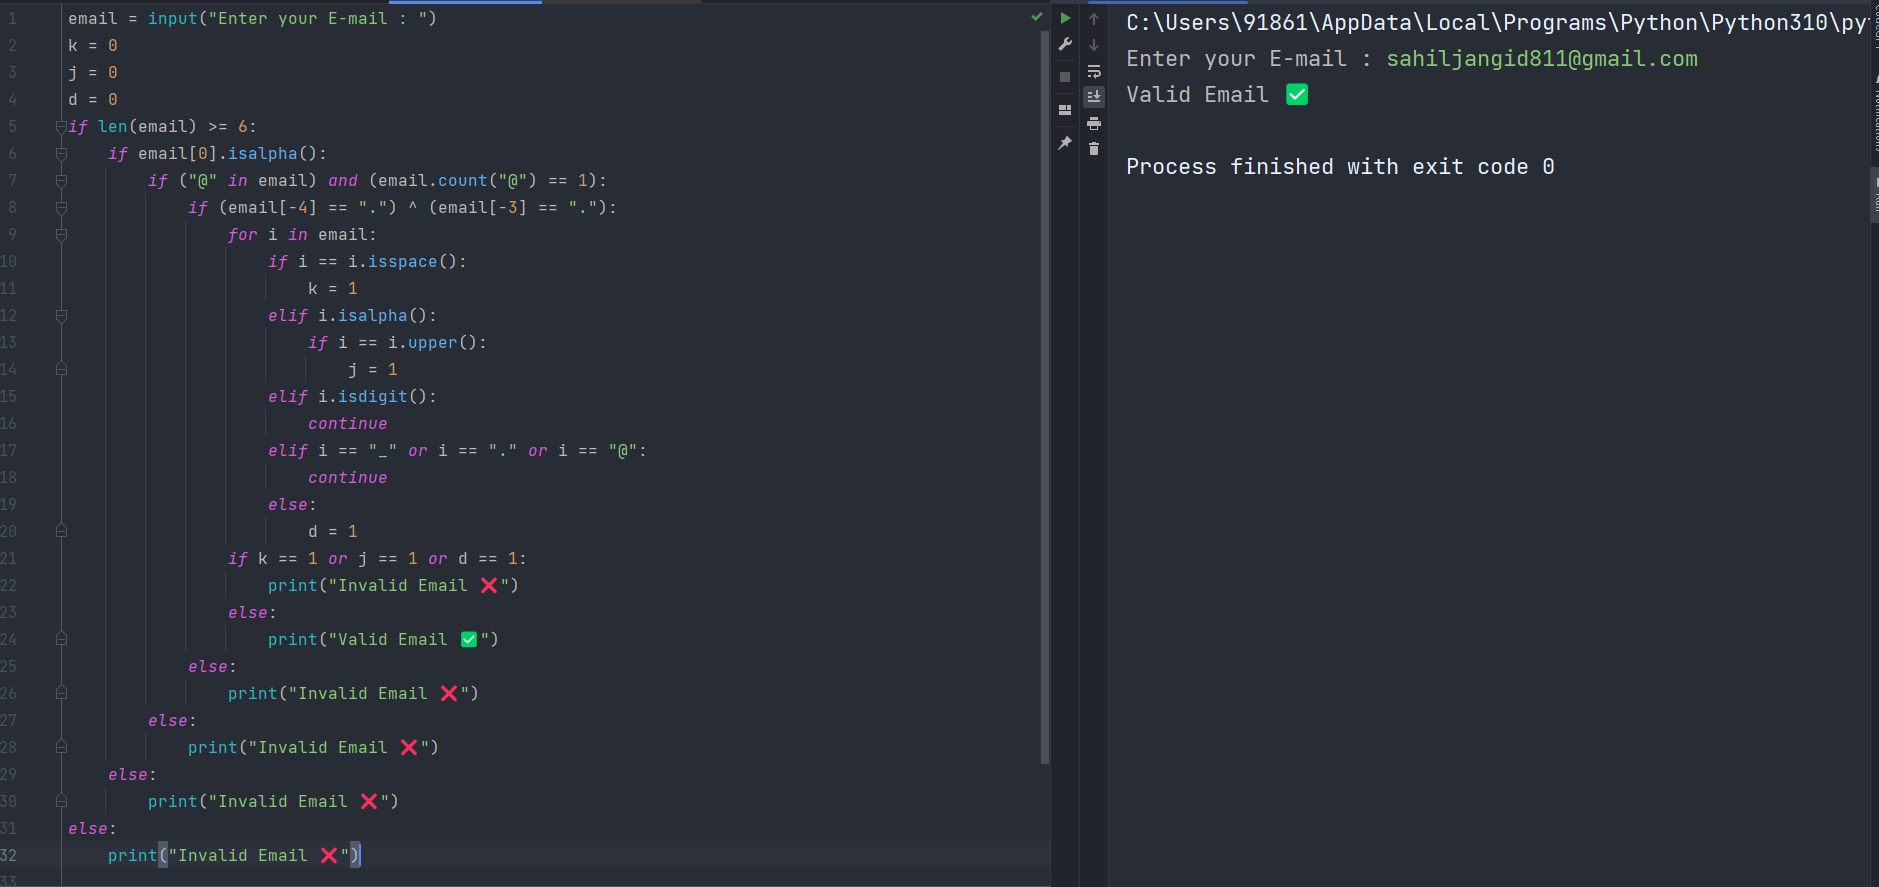 1 email = input("Enter your E-mail : ")
2 k = 0
3 j = 0
4 d = 0
5 if len(email) >= 6:
6     if email[0].isalpha():
7         if ("@" in email) and (email.count("@") == 1):
8             if (email[-4] == ".") ^ (email[-3] == "."):
9                 for i in email:
10                     if i == i.isspace():
11                         k = 1
12                     elif i.isalpha():
13                         if i == i.upper():
14                             j = 1
15                     elif i.isdigit():
16                         continue
17                     elif i == "_" or i == "." or i == "@":
18                         continue
19                     else:
20                         d = 1
21                 if k == 1 or j == 1 or d == 1:
22                     print("Invalid Email ❌")
23                 else:
24                     print("Valid Email ✅")
25             else:
26                 print("Invalid Email ❌")
27         else:
28             print("Invalid Email ❌")
29     else:
30         print("Invalid Email ❌")
31 else:
32     print("Invalid Email ❌")
33
C:\Users\91861\AppData\Local\Programs\Python\Python310\py
Enter your E-mail : sahiljangid811@gmail.com
Valid Email ✅
Process finished with exit code 0